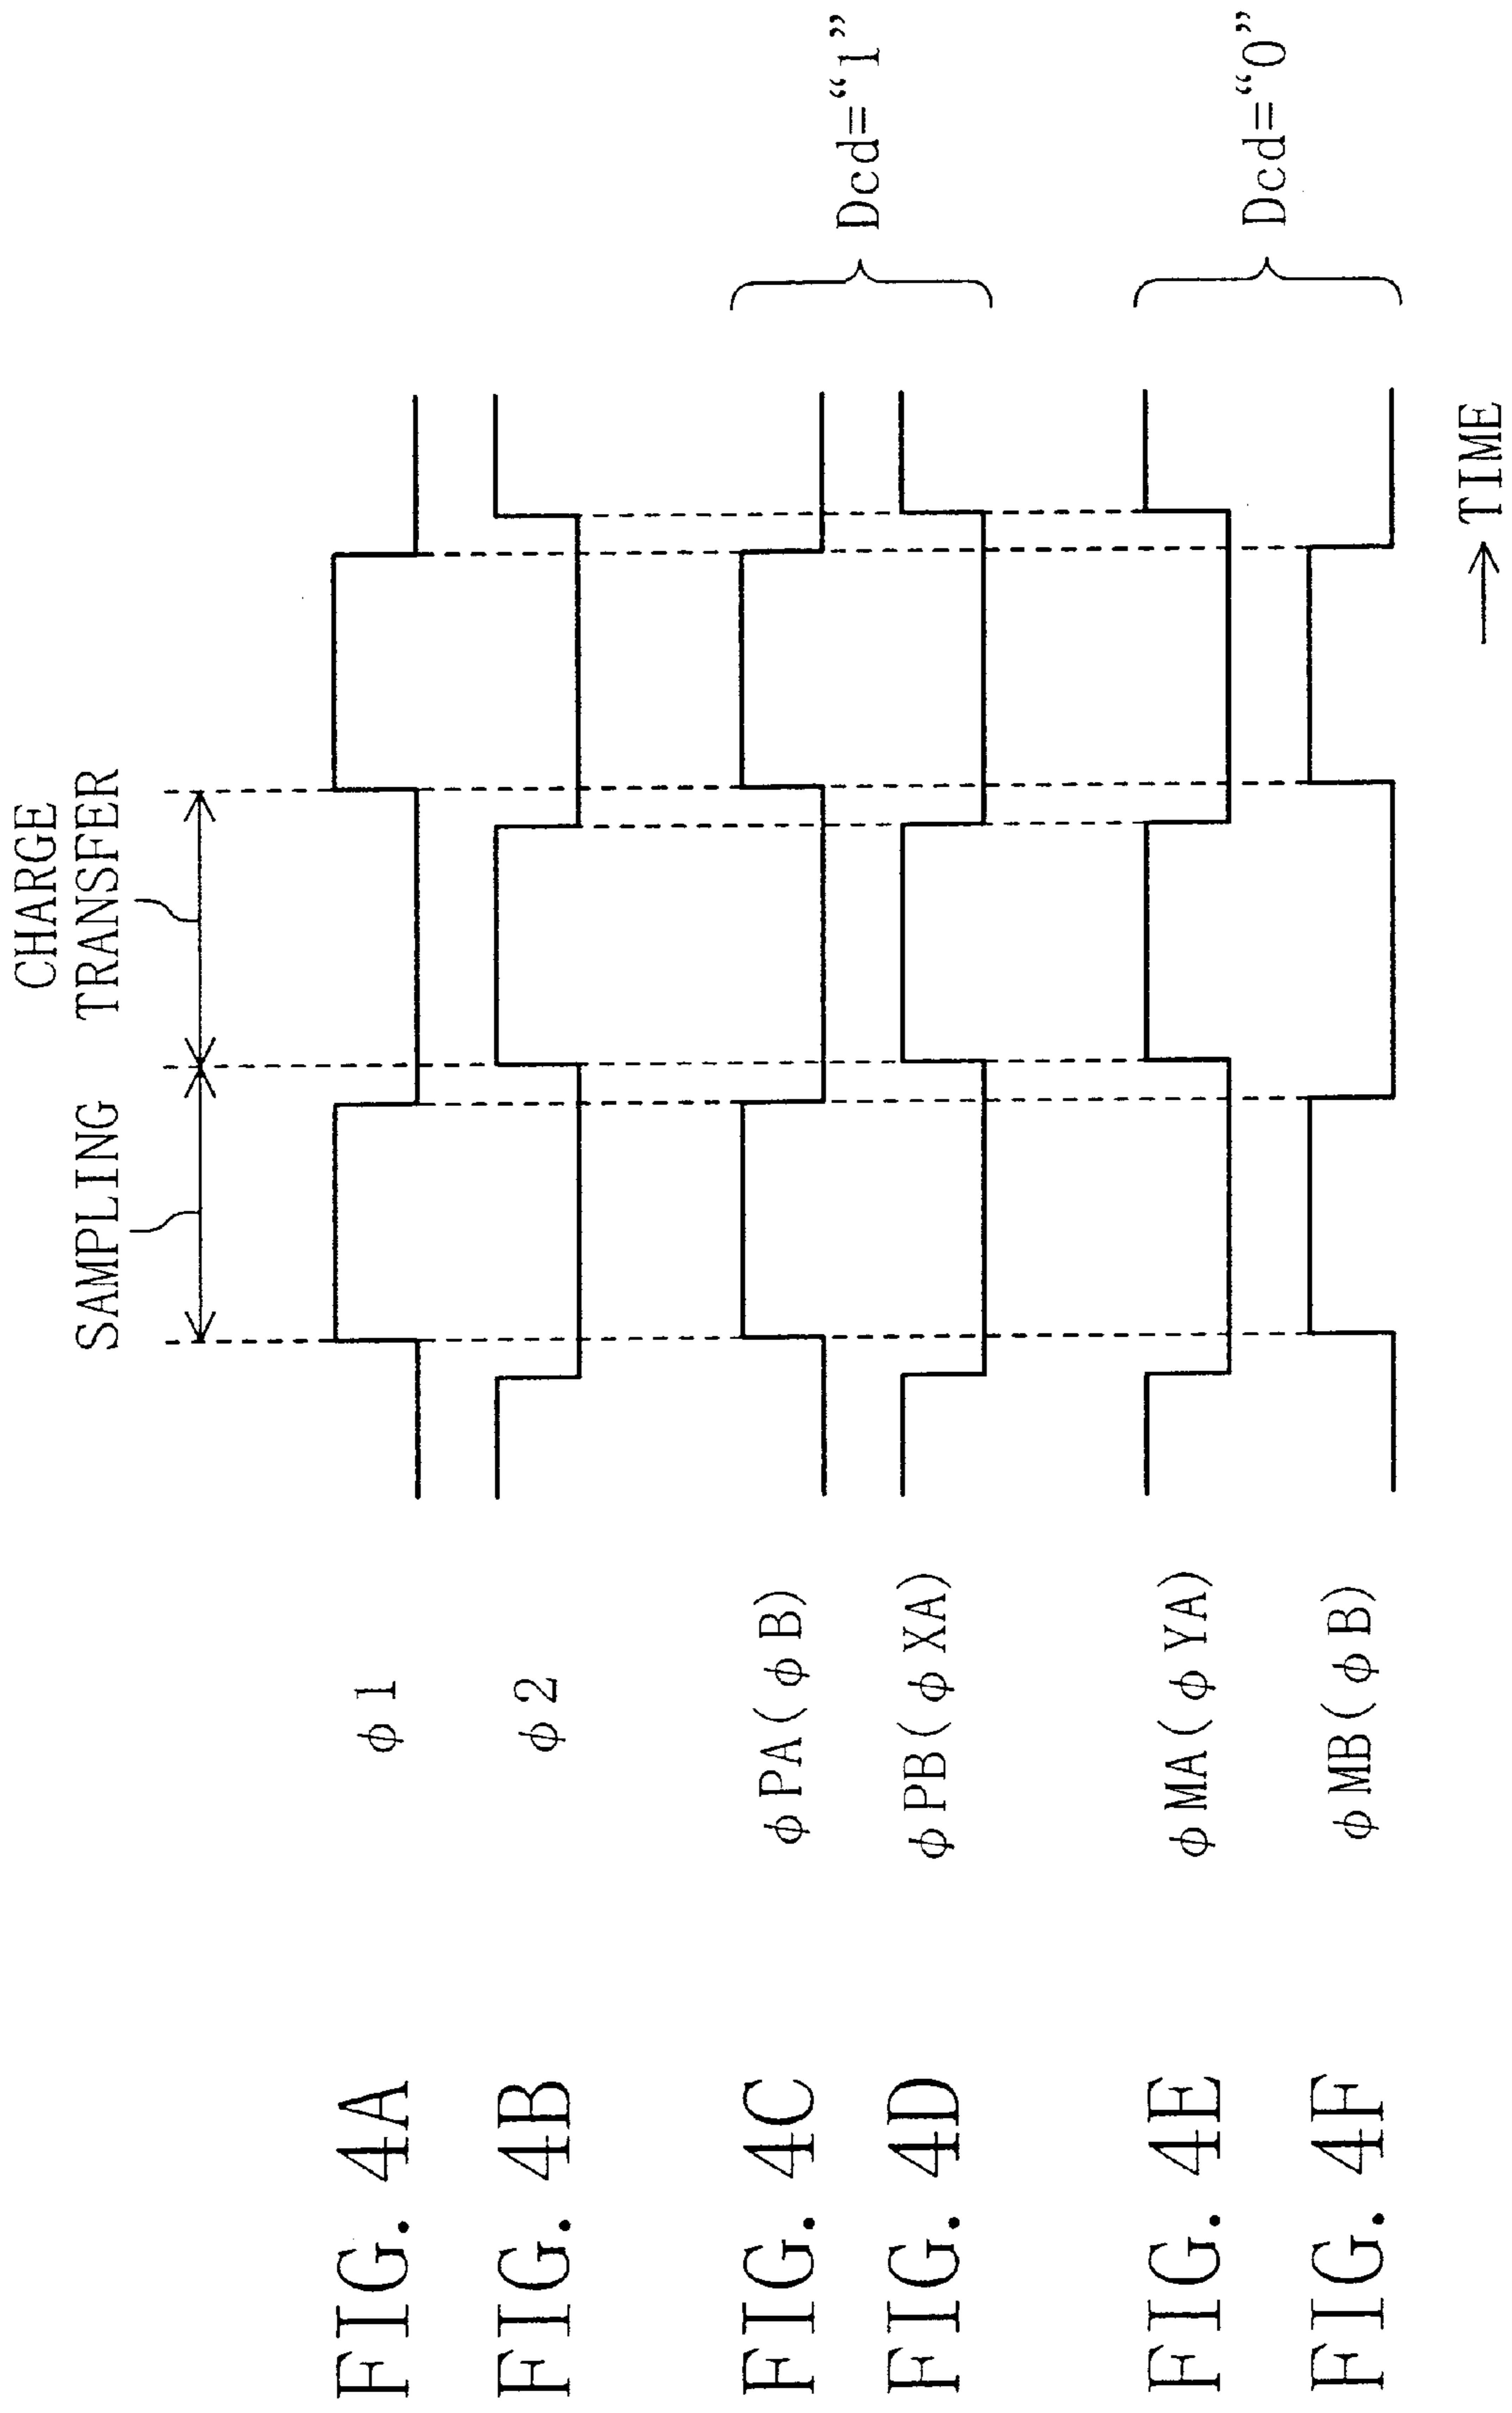 CHARGE
SAMPLING TRANSFER
FIG. 4A φ1
FIG. 4B φ2
FIG. 4C φPA(φB)
FIG. 4D φPB(φXA)
Dcd=“1”
FIG. 4E φMA(φYA)
FIG. 4F φMB(φB)
Dcd=“0”
→ TIME